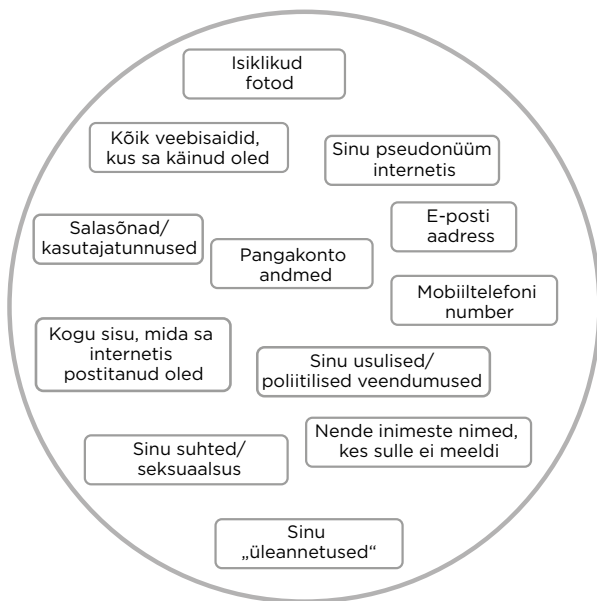 Isiklikud
fotod
Kõik veebisaidid,
kus sa käinud oled
Sinu pseudonüüm
internetis
Salasõnad/
kasutajatunnused
E-posti
aadress
Pangakonto
andmed
Mobiiltelefoni
number
Kogu sisu, mida sa
internetis
postitanud oled
Sinu usulised/
poliitilised veendumused
Nende inimeste nimed,
kes sulle ei meeldi
Sinu suhted/
seksuaalsus
Sinu
„üleannetused“